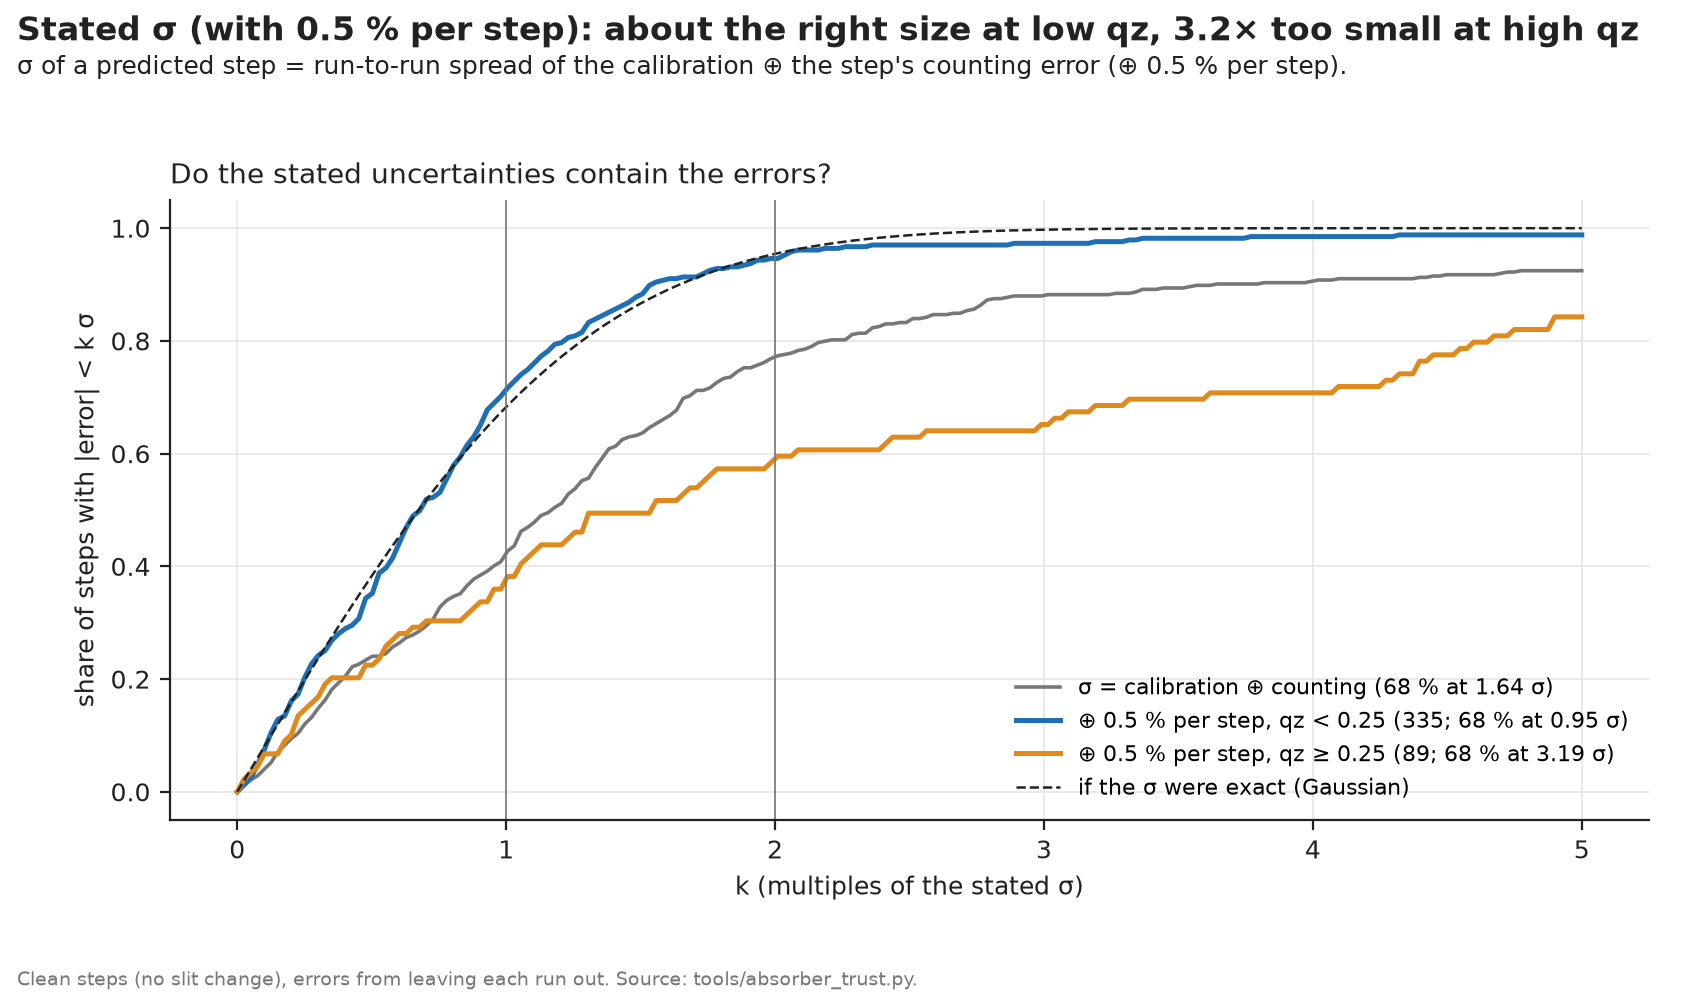 Stated σ (with 0.5 % per step): about the right size at low qz, 3.2× too small at high qz
σ of a predicted step = run-to-run spread of the calibration ⊕ the step's counting error (⊕ 0.5 % per step).
Do the stated uncertainties contain the errors?
share of steps with |error| < k σ
1.0
0.8
0.6
0.4
0.2
0.0
σ = calibration ⊕ counting (68 % at 1.64 σ)
⊕ 0.5 % per step, qz < 0.25 (335; 68 % at 0.95 σ)
⊕ 0.5 % per step, qz ≥ 0.25 (89; 68 % at 3.19 σ)
if the σ were exact (Gaussian)
0 1 2 3 4 5
k (multiples of the stated σ)
Clean steps (no slit change), errors from leaving each run out. Source: tools/absorber_trust.py.